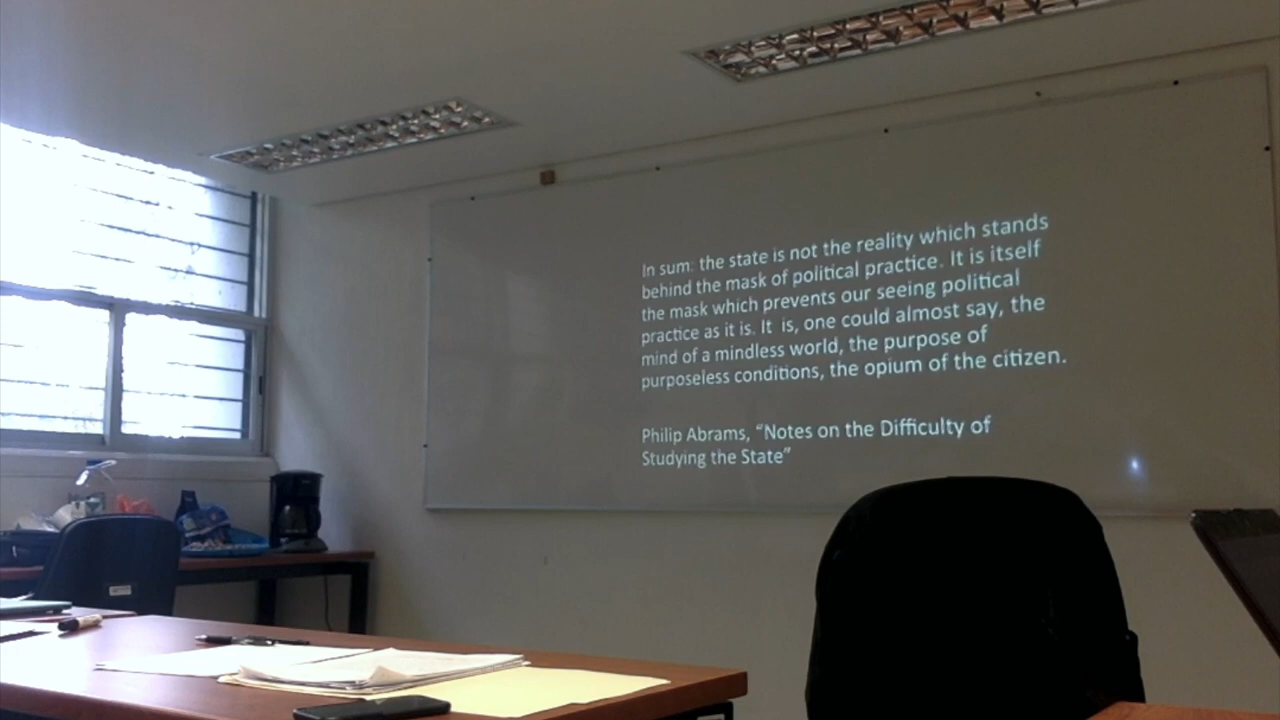 In sum: the state is not the reality which stands
behind the mask of political practice. It is itself
the mask which prevents our seeing political
practice as it is. It is, one could almost say, the
mind of a mindless world, the purpose of
purposeless conditions, the opium of the citizen.
Philip Abrams, “Notes on the Difficulty of
Studying the State”